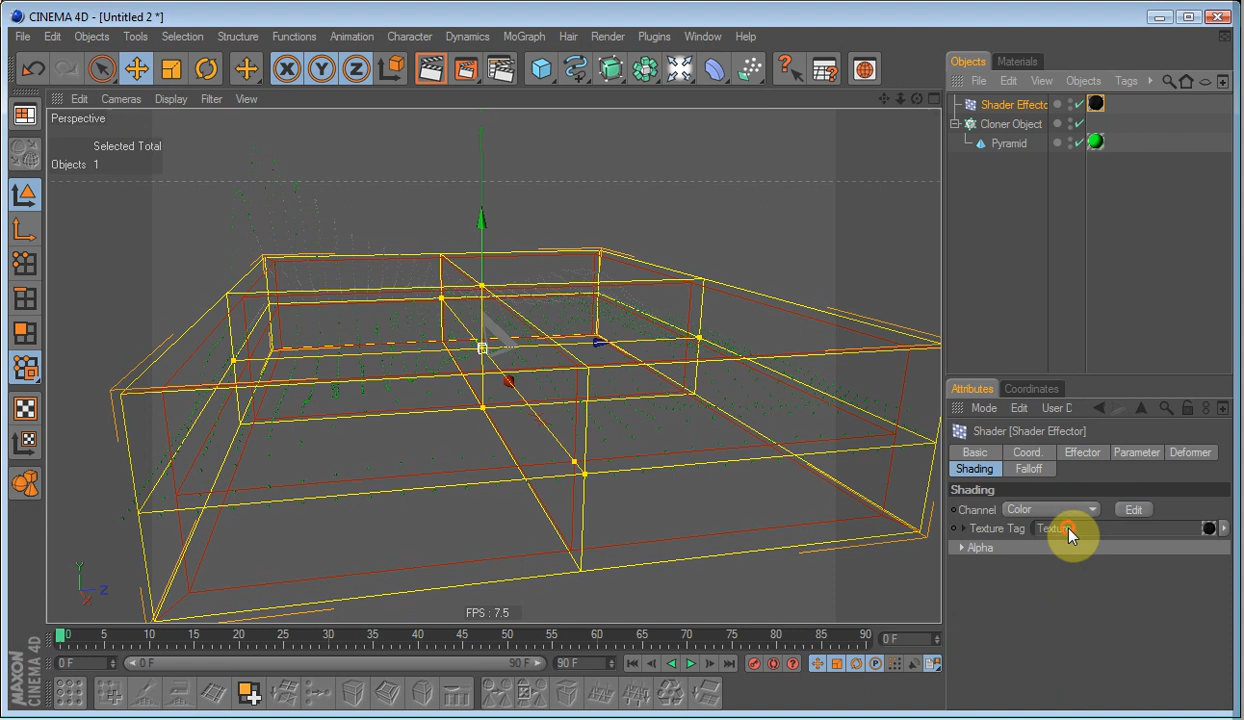 CINEMA 4D - [Untitled 2 *]
File Edit Objects Tools Selection Structure Functions Animation Character Dynamics MoGraph Hair Render Plugins Window Help
X Y Z
Objects Materials
File Edit View Objects Tags
Edit Cameras Display Filter View
Perspective
Selected Total
Objects 1
Shader Effecto
Cloner Object
Pyramid
Attributes Coordinates
Mode Edit User D
Shader [Shader Effector]
Basic Coord. Effector Parameter Deformer
Shading Falloff
Shading
Channel Color Edit
Texture Tag Texture
Alpha
Y
Z
X
FPS : 7.5
0 5 10 15 20 25 30 35 40 45 50 55 60 65 70 75 80 85 90 0 F
0 F 0 F 90 F 90 F
P
MAXON
CINEMA 4D